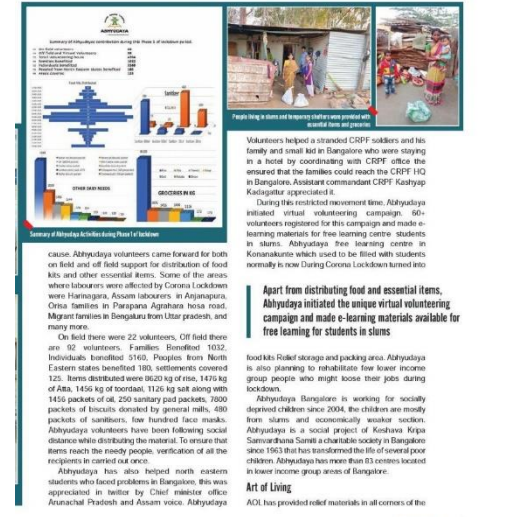 ABHYUDAYA
Summary of Abhyudayas contribution during the Phase 1 of lockdown period
Sanitizer
OTHER DAYS NEEDS
GROCERIES IN KG
Summary of Abhyudaya Activities during Phase 1 of lockdown
cause. Abhyudaya volunteers came forward for both
on field and off field support for distribution of food
kits and other essential items. Some of the areas
where labourers were affected by Corona Lockdown
were Harinagara, Assam labourers in Anjanapura,
Orisa families in Parapana Agrahara hosa road,
Migrant families in Bengaluru from Uttar pradesh, and
many more.
On field there were 22 volunteers, Off field there
are 92 volunteers. Families Benefited 1032,
Individuals benefited 5160, Peoples from North
Eastern states benefited 180, settlements covered
125. Items distributed were 8620 kg of rise, 1476 kg
of Atta, 1456 kg of toordaal, 1126 kg salt along with
1456 packets of oil, 250 sanitary pad packets, 7800
packets of biscuits donated by general mills, 480
packets of sanitisers, few hundred face masks.
Abhyudaya volunteers have been following social
distance while distributing the material. To ensure that
items reach the needy people, verification of all the
recipients in carried out once.
Abhyudaya has also helped north eastern
students who faced problems in Bangalore, this was
appreciated in twitter by Chief minister office
Arunachal Pradesh and Assam voice. Abhyudaya
People living in slums and temporary shelters were provided with
essential items and groceries
Volunteers helped a stranded CRPF soldiers and his
family and small kid in Bangalore who were staying
in a hotel by coordinating with CRPF office the
ensured that the families could reach the CRPF HQ
in Bangalore. Assistant commandant CRPF Kashyap
Kadagattur appreciated it.
During this restricted movement time, Abhyudaya
initiated virtual volunteering campaign. 60+
volunteers registered for this campaign and made e-
learning materials for free learning centre students
in slums. Abhyudaya free learning centre in
Konanakunte which used to be filled with students
normally is now During Corona Lockdown turned into
Apart from distributing food and essential items,
Abhyudaya initiated the unique virtual volunteering
campaign and made e-learning materials available for
free learning for students in slums
food kits Relief storage and packing area. Abhyudaya
is also planning to rehabilitate few lower income
group people who might loose their jobs during
lockdown.
Abhyudaya Bangalore is working for socially
deprived children since 2004, the children are mostly
from slums and economically weaker section.
Abhyudaya is a social project of Keshava Kripa
Samvardhana Samiti a charitable society in Bangalore
since 1963 that has transformed the life of several poor
children. Abhyudaya has more than 83 centres located
in lower income group areas of Bangalore.
Art of Living
AOL has provided relief materials in all corners of the